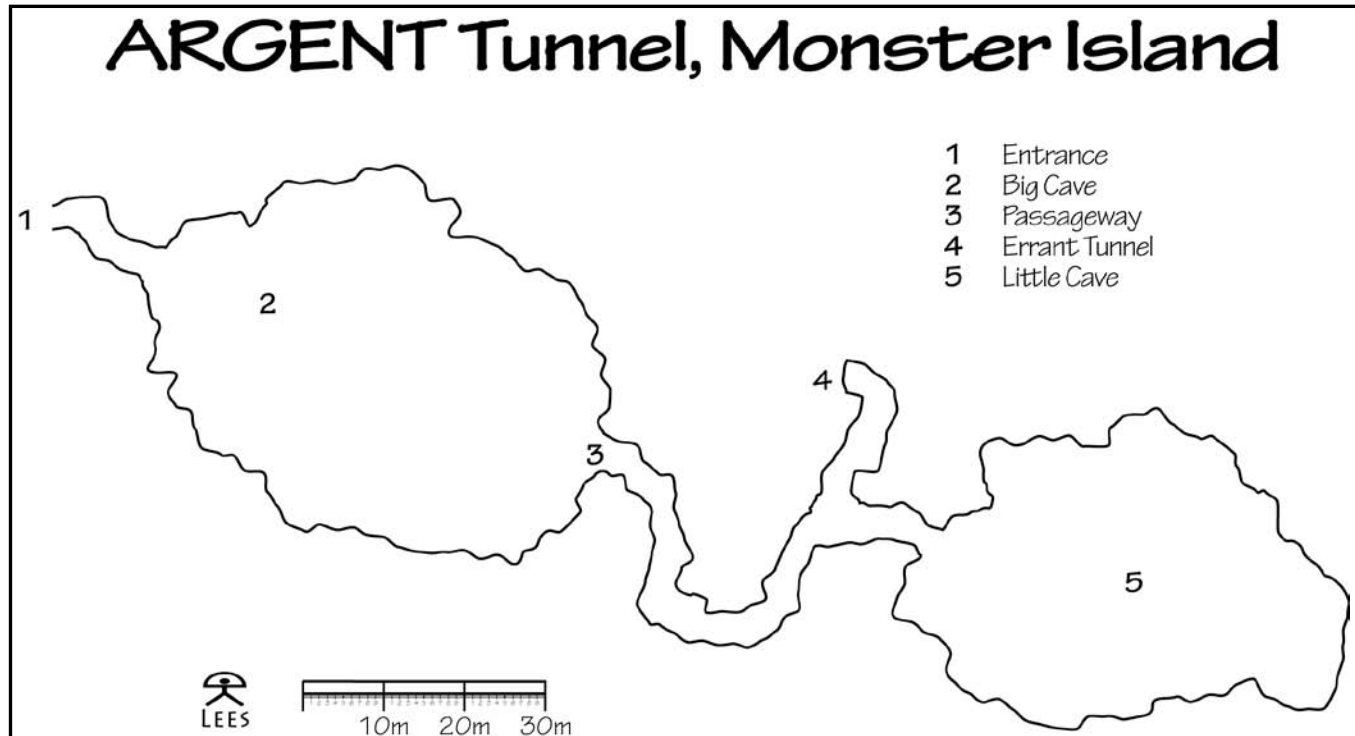 ARGENT Tunnel, Monster Island
1 Entrance
2 Big Cave
3 Passageway
4 Errant Tunnel
5 Little Cave
1
2
3
4
5
LEES
10m 20m 30m